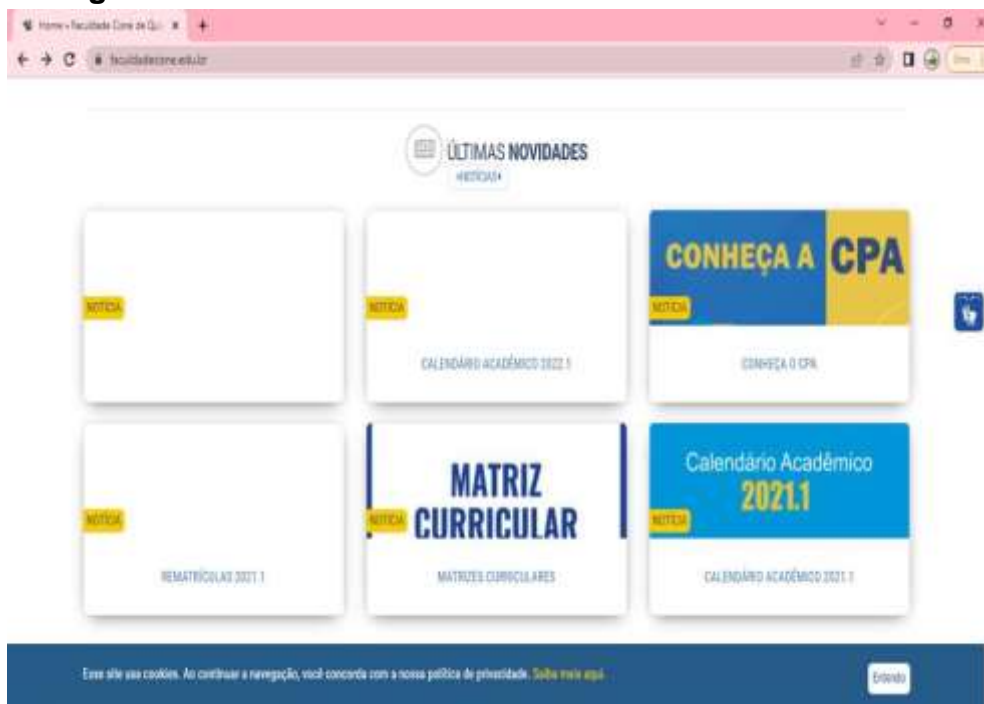 Home - Faculdade Cone de
faculdadecone.edu.br
ÚLTIMAS NOVIDADES
NOTÍCIAS
NOTÍCIA
NOTÍCIA
CONHEÇA A CPA
NOTÍCIA
CALENDÁRIO ACADÊMICO 2022.1
CONHEÇA O CPA
NOTÍCIA
MATRIZ
CURRICULAR
NOTÍCIA
Calendário Acadêmico
2021.1
NOTÍCIA
REMATRÍCULAS 2021.1
MATRIZES CURRICULARES
CALENDÁRIO ACADÊMICO 2021.1
Esse site usa cookies. Ao continuar a navegação, você concorda com a nossa política de privacidade. Saiba mais aqui.
Entendo